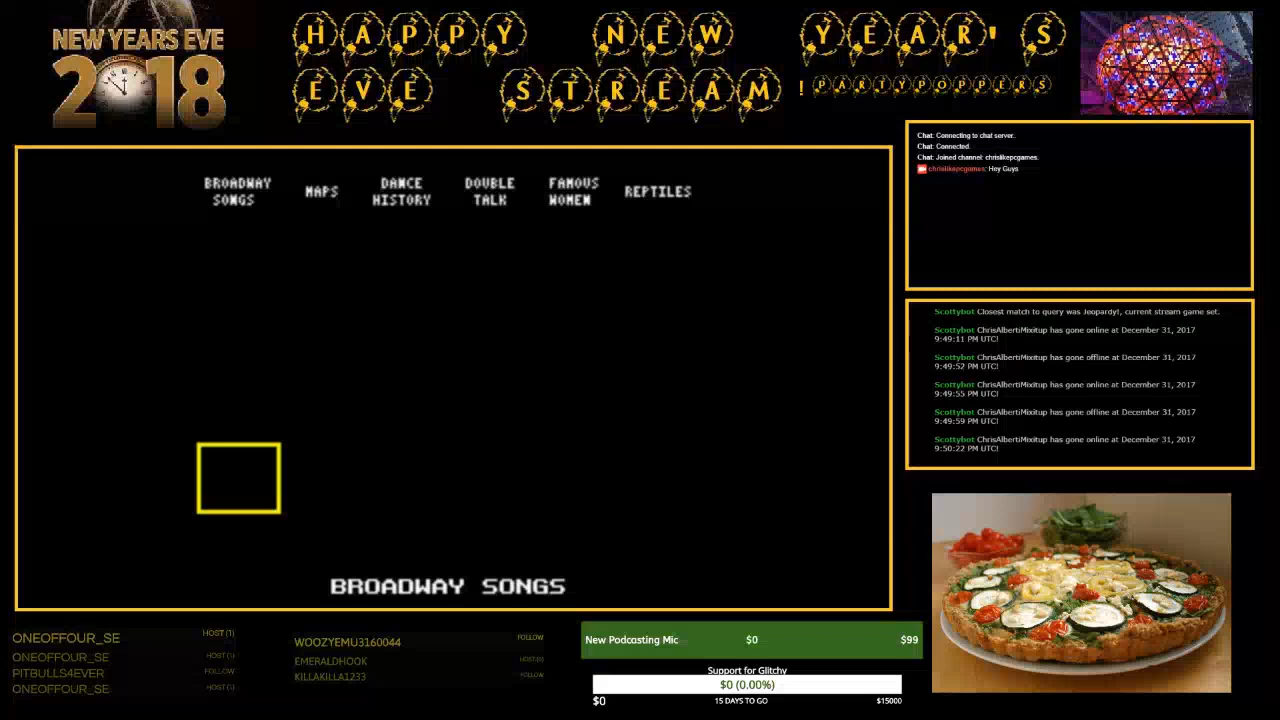 NEW YEARS EVE
2018
HAPPY NEW YEAR'S
EVE STREAM !PARTYPOPPERS
BROADWAY SONGS
MAPS
DANCE HISTORY
DOUBLE TALK
FAMOUS WOMEN
REPTILES
BROADWAY SONGS
Chat: Connecting to chat server..
Chat: Connected.
Chat: Joined channel: chrislikepcgames.
chrislikepcgames: Hey Guys
Scottybot Closest match to query was Jeopardy!, current stream game set.
Scottybot ChrisAlbertiMixitup has gone online at December 31, 2017
9:49:11 PM UTC!
Scottybot ChrisAlbertiMixitup has gone offline at December 31, 2017
9:49:52 PM UTC!
Scottybot ChrisAlbertiMixitup has gone online at December 31, 2017
9:49:55 PM UTC!
Scottybot ChrisAlbertiMixitup has gone offline at December 31, 2017
9:49:59 PM UTC!
Scottybot ChrisAlbertiMixitup has gone online at December 31, 2017
9:50:22 PM UTC!
ONEOFFOUR_SE HOST (1)
ONEOFFOUR_SE HOST (1)
PITBULLS4EVER FOLLOW
ONEOFFOUR_SE HOST (1)
WOOZYEMU3160044 FOLLOW
EMERALDHOOK HOST (0)
KILLAKILLA1233 FOLLOW
New Podcasting Mic $0 $99
Support for Glitchy
$0 (0.00%)
$0 15 DAYS TO GO $15000